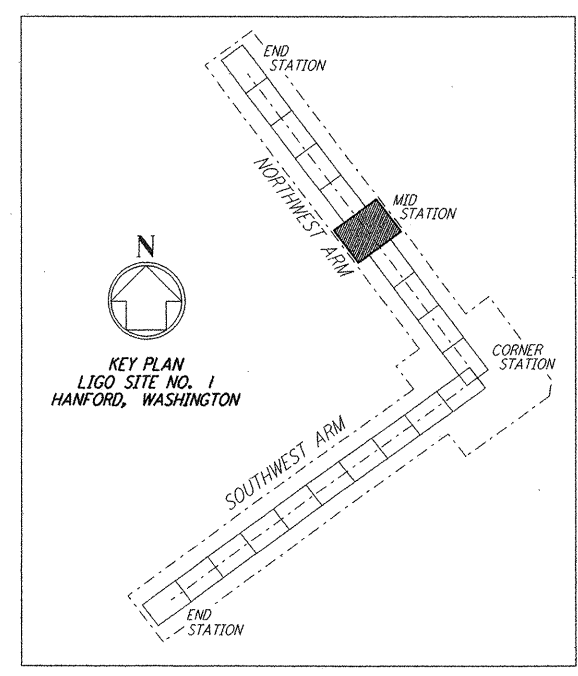 END
STATION
NORTHWEST ARM
MID
STATION
N
KEY PLAN
LIGO SITE NO. 1
HANFORD, WASHINGTON
CORNER
STATION
SOUTHWEST ARM
END
STATION